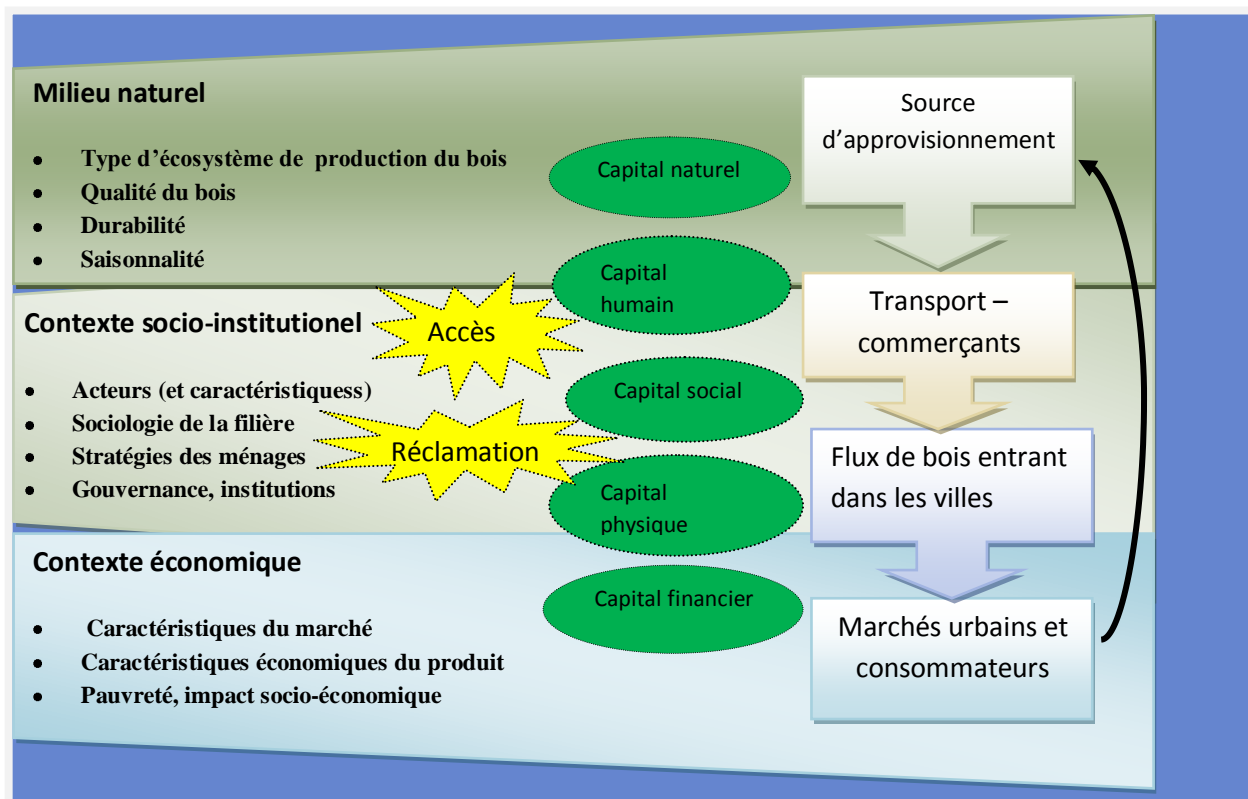 Milieu naturel
• Type d'écosystème de production du bois
• Qualité du bois
• Durabilité
• Saisonnalité
Contexte socio-institutionel
• Acteurs (et caractéristiquess)
• Sociologie de la filière
• Stratégies des ménages
• Gouvernance, institutions
Contexte économique
• Caractéristiques du marché
• Caractéristiques économiques du produit
• Pauvreté, impact socio-économique
Accès
Réclamation
Capital naturel
Capital
humain
Capital social
Capital
physique
Capital financier
Source
d'approvisionnement
Transport –
commerçants
Flux de bois entrant
dans les villes
Marchés urbains et
consommateurs